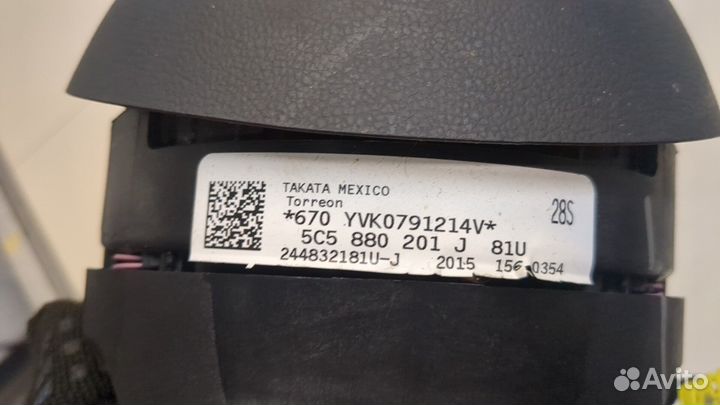 TAKATA MEXICO
Torreon
28S
*670 YVK0791214V*
5C5 880 201 J 81U
244832181U-J 2015 156 0354
Avito